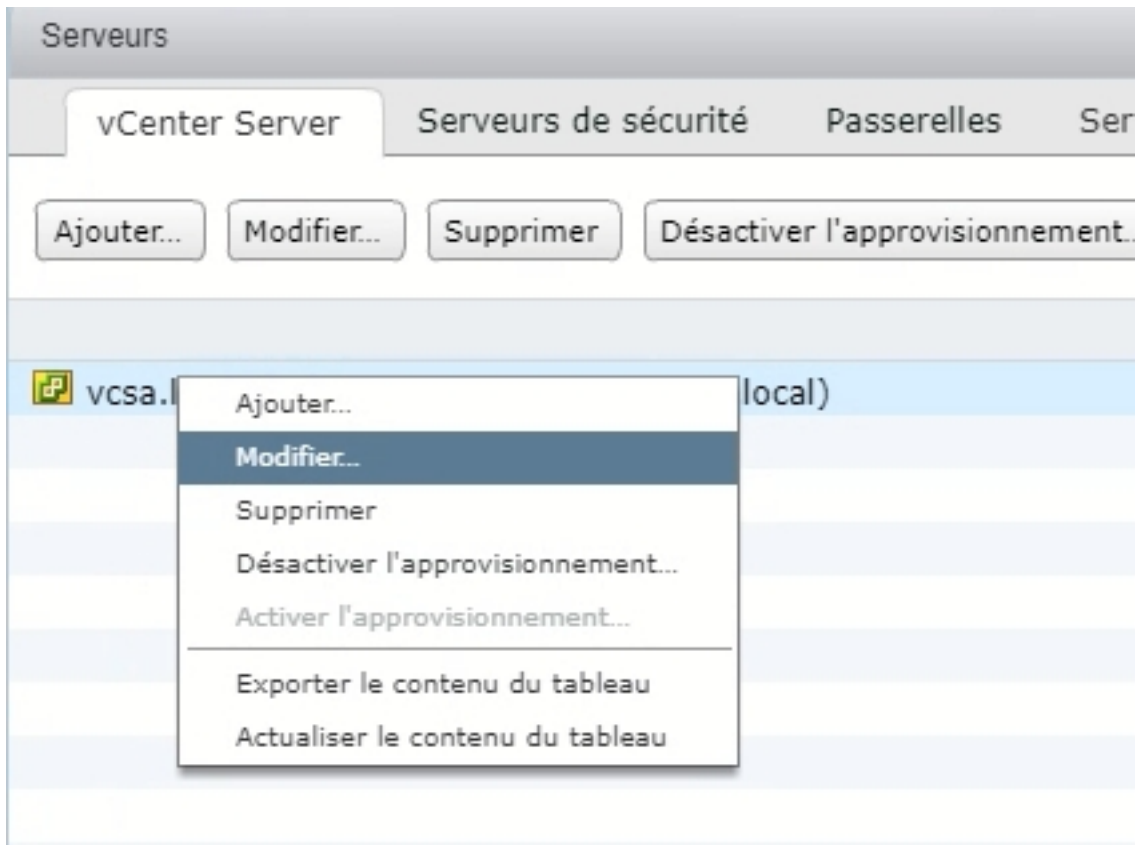 Serveurs
vCenter Server Serveurs de sécurité Passerelles Ser
Ajouter... Modifier... Supprimer Désactiver l'approvisionnement...
vcsa.l local)
Ajouter...
Modifier...
Supprimer
Désactiver l'approvisionnement...
Activer l'approvisionnement...
Exporter le contenu du tableau
Actualiser le contenu du tableau